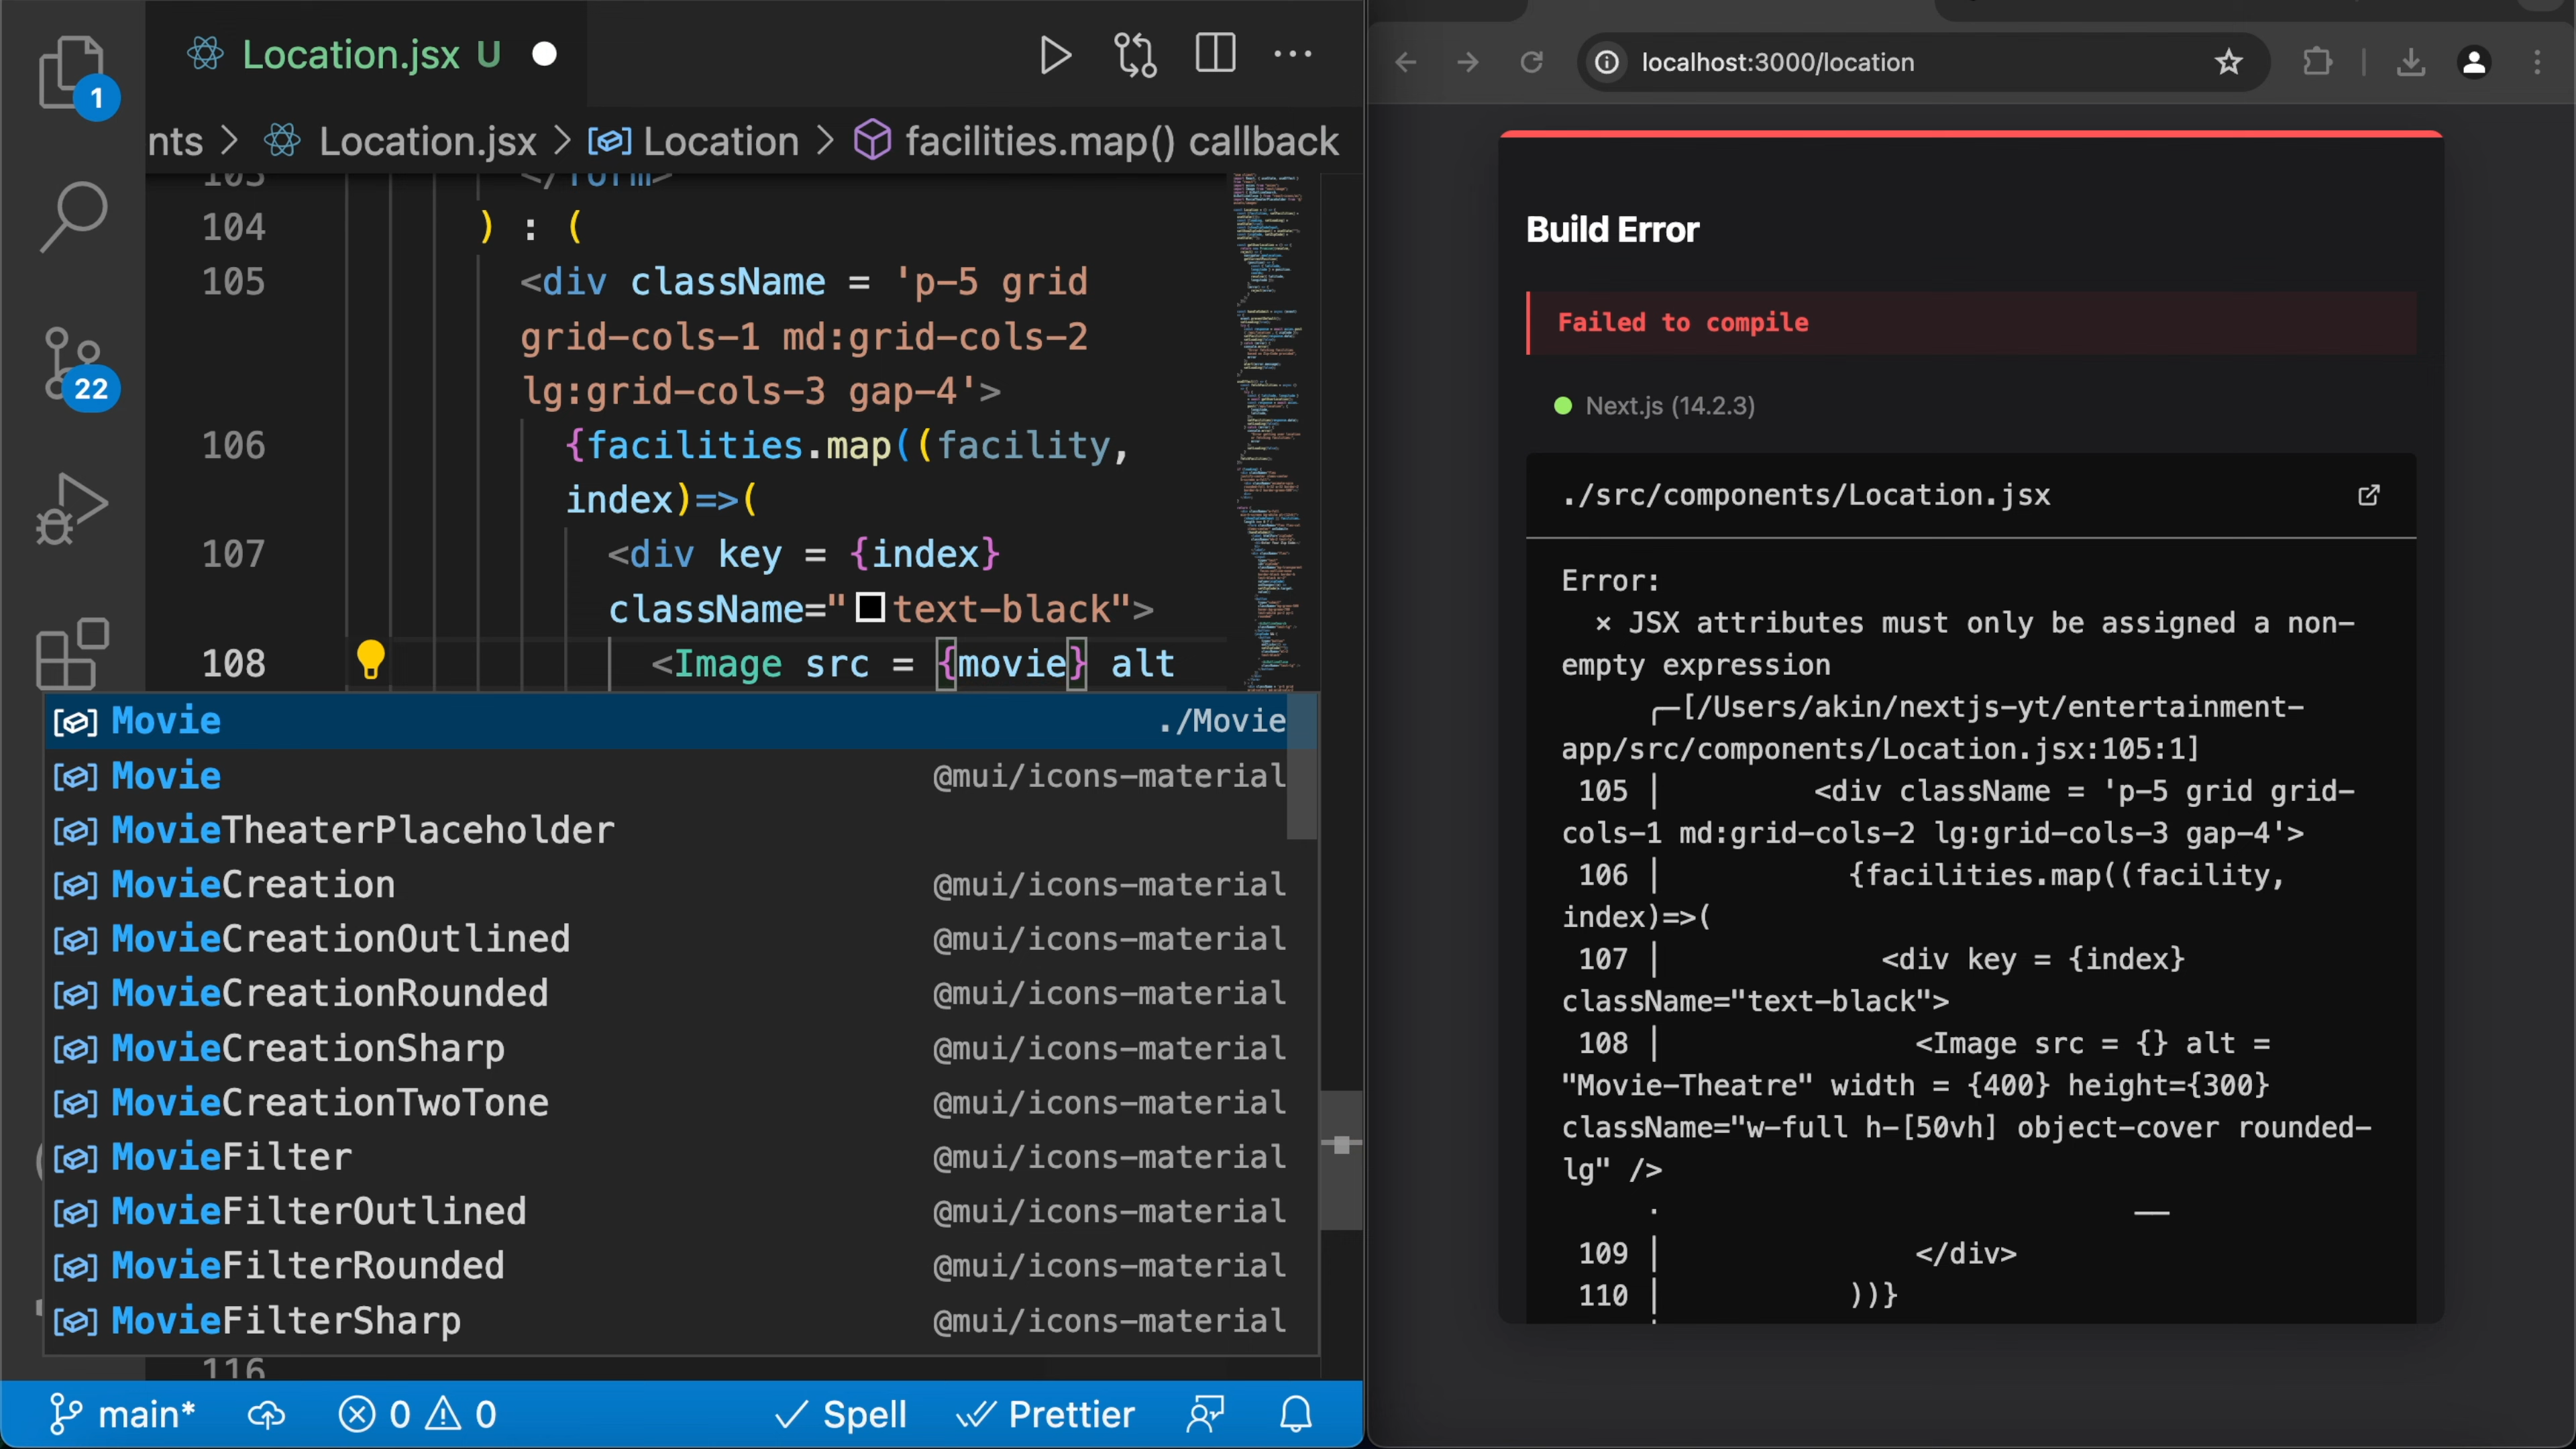 Location.jsx U
1
nts > Location.jsx > Location > facilities.map() callback
103 </form>
104 ) : (
105 <div className = 'p-5 grid
grid-cols-1 md:grid-cols-2
lg:grid-cols-3 gap-4'>
106 {facilities.map((facility,
index)=>(
107 <div key = {index}
className="text-black">
108 <Image src = {movie} alt
22
Movie ./Movie
Movie @mui/icons-material
MovieTheaterPlaceholder
MovieCreation @mui/icons-material
MovieCreationOutlined @mui/icons-material
MovieCreationRounded @mui/icons-material
MovieCreationSharp @mui/icons-material
MovieCreationTwoTone @mui/icons-material
MovieFilter @mui/icons-material
MovieFilterOutlined @mui/icons-material
MovieFilterRounded @mui/icons-material
MovieFilterSharp @mui/icons-material
116
main* 0 0 Spell Prettier
localhost:3000/location
Build Error
Failed to compile
Next.js (14.2.3)
./src/components/Location.jsx
Error:
× JSX attributes must only be assigned a non-
empty expression
╭─[/Users/akin/nextjs-yt/entertainment-
app/src/components/Location.jsx:105:1]
105 │ <div className = 'p-5 grid grid-
cols-1 md:grid-cols-2 lg:grid-cols-3 gap-4'>
106 │ {facilities.map((facility,
index)=>(
107 │ <div key = {index}
className="text-black">
108 │ <Image src = {} alt =
"Movie-Theatre" width = {400} height={300}
className="w-full h-[50vh] object-cover rounded-
lg" />
· ──
109 │ </div>
110 │ ))}